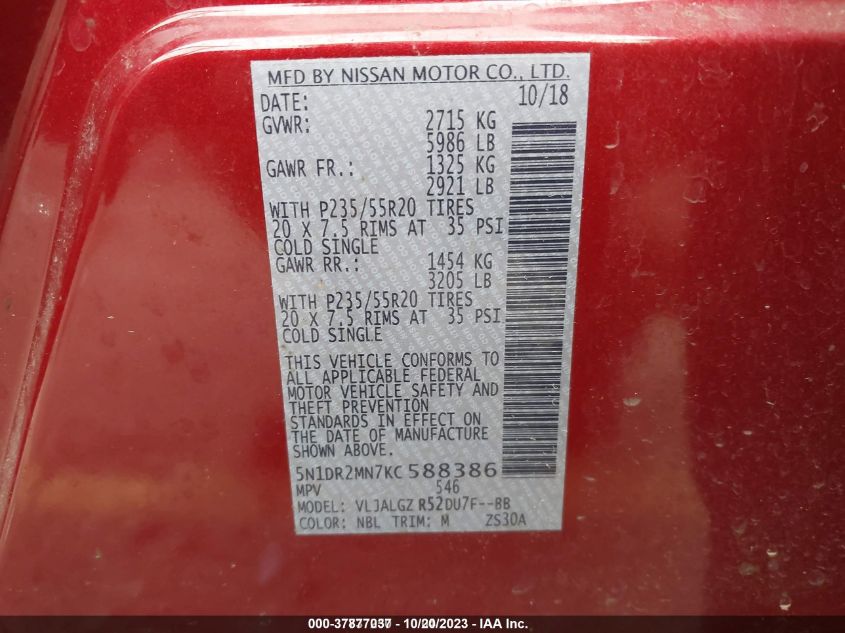 MFD BY NISSAN MOTOR CO., LTD.
DATE: 10/18
GVWR: 2715 KG
5986 LB
GAWR FR.: 1325 KG
2921 LB
WITH P235/55R20 TIRES
20 X 7.5 RIMS AT 35 PSI
COLD SINGLE
GAWR RR.: 1454 KG
3205 LB
WITH P235/55R20 TIRES
20 X 7.5 RIMS AT 35 PSI
COLD SINGLE
THIS VEHICLE CONFORMS TO
ALL APPLICABLE FEDERAL
MOTOR VEHICLE SAFETY AND
THEFT PREVENTION
STANDARDS IN EFFECT ON
THE DATE OF MANUFACTURE
SHOWN ABOVE.
5N1DR2MN7KC588386
MPV 546
MODEL: VLJALGZ R52DU7F--BB
COLOR: NBL TRIM: M ZS30A
10/20/2023 - IAA Inc.